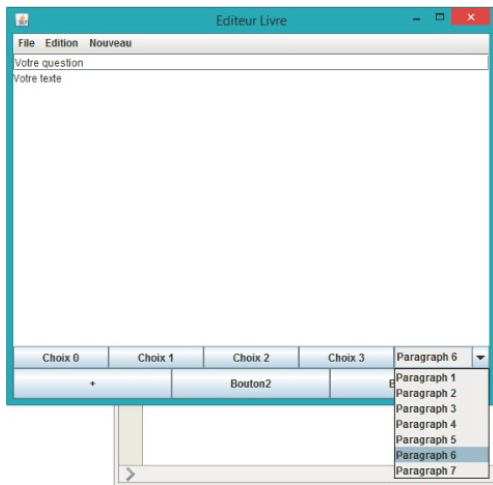 Editeur Livre
File Edition Nouveau
Votre question
Votre texte
Choix 0 Choix 1 Choix 2 Choix 3 Paragraph 6
+ Bouton2
Paragraph 1
Paragraph 2
Paragraph 3
Paragraph 4
Paragraph 5
Paragraph 6
Paragraph 7